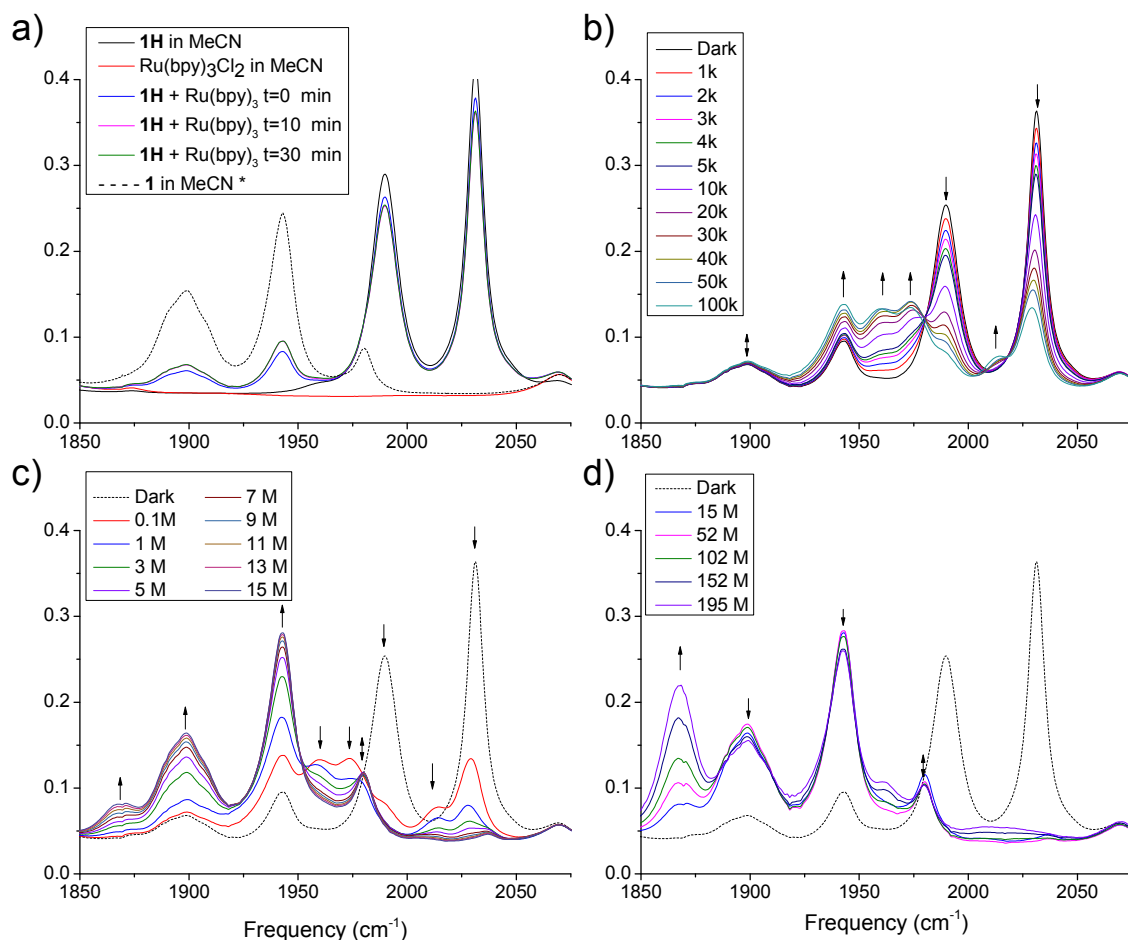 a)
1H in MeCN
Ru(bpy)3Cl2 in MeCN
1H + Ru(bpy)3 t=0 min
1H + Ru(bpy)3 t=10 min
1H + Ru(bpy)3 t=30 min
1 in MeCN *
0.4
0.3
0.2
0.1
0.0
1850 1900 1950 2000 2050
b)
Dark
1k
2k
3k
4k
5k
10k
20k
30k
40k
50k
100k
0.4
0.3
0.2
0.1
0.0
1850 1900 1950 2000 2050
c)
Dark 7 M
0.1M 9 M
1 M 11 M
3 M 13 M
5 M 15 M
0.4
0.3
0.2
0.1
0.0
1850 1900 1950 2000 2050
Frequency (cm-1)
d)
Dark
15 M
52 M
102 M
152 M
195 M
0.4
0.3
0.2
0.1
0.0
1850 1900 1950 2000 2050
Frequency (cm-1)